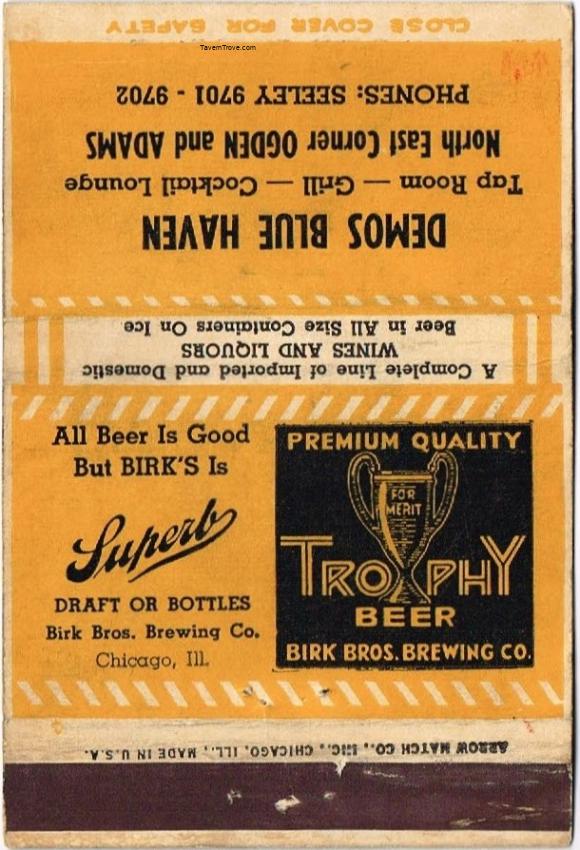 CLOSE COVER FOR SAFETY
TavernTrove.com
DEMOS BLUE HAVEN
Tap Room — Grill — Cocktail Lounge
North East Corner OGDEN and ADAMS
PHONES: SEELEY 9701 - 9702
A Complete Line of Imported and Domestic
WINES AND LIQUORS
Beer in All Size Containers On Ice
All Beer Is Good
But BIRK'S Is
Superb
DRAFT OR BOTTLES
Birk Bros. Brewing Co.
Chicago, Ill.
PREMIUM QUALITY
FOR
MERIT
TROPHY
BEER
BIRK BROS. BREWING CO.
ARROW MATCH CO., INC., CHICAGO, ILL., MADE IN U.S.A.